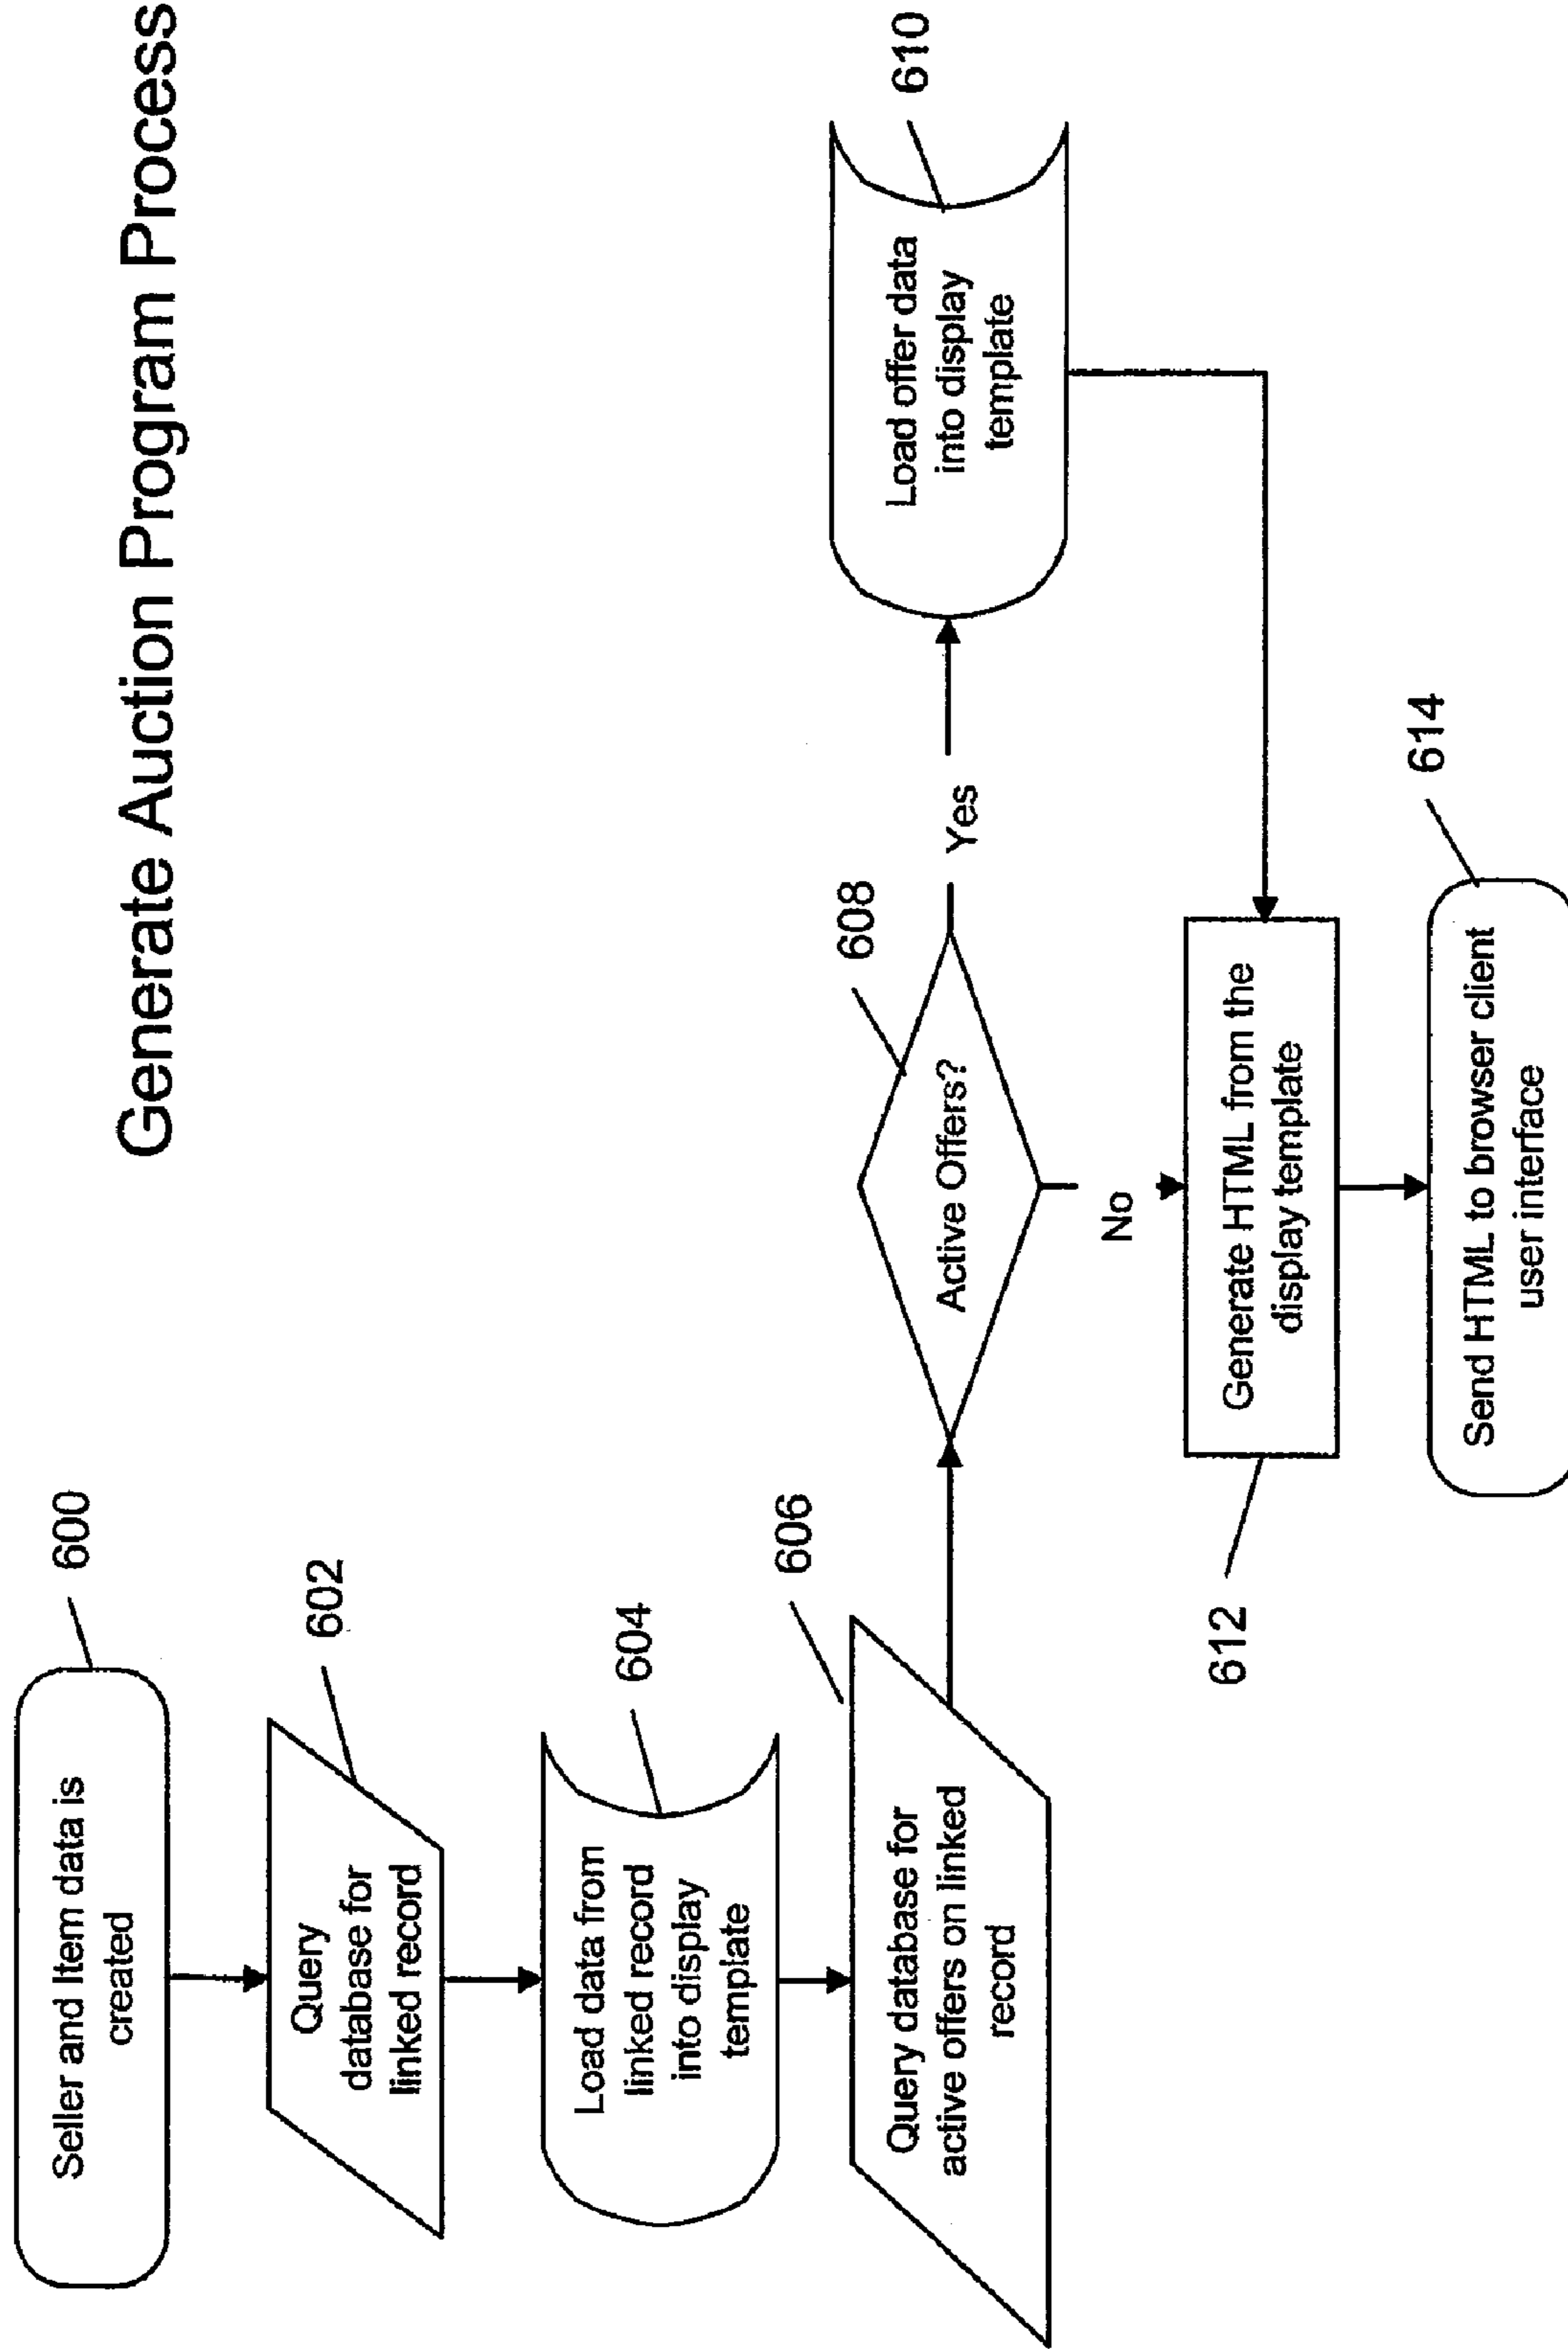 Generate Auction Program Process
Seller and Item data is
created
600
Query
database for
linked record
602
Load data from
linked record
into display
template
604
Query database for
active offers on linked
record
606
Active Offers?
608
Yes
No
Load offer data
into display
template
610
Generate HTML from the
display template
612
Send HTML to browser client
user interface
614